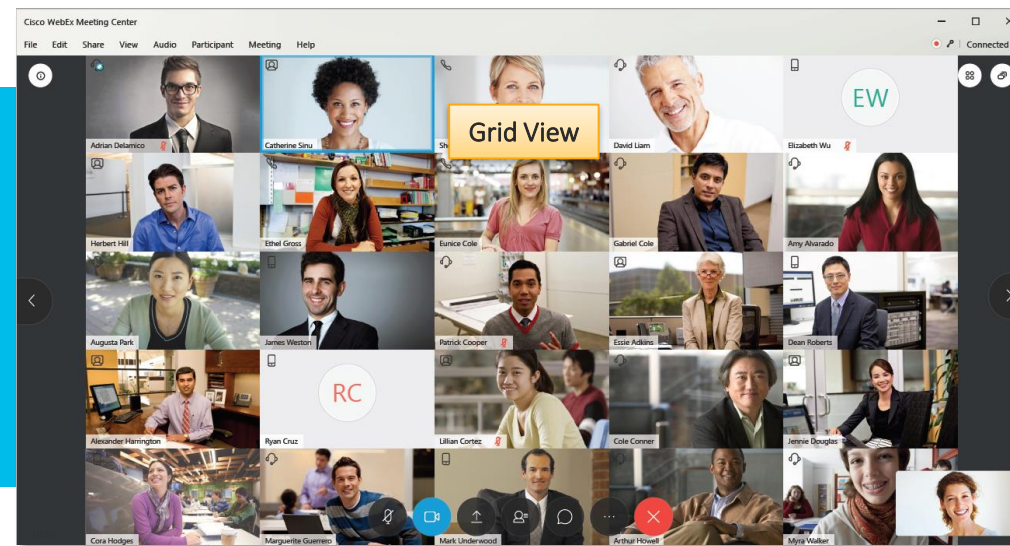 Cisco WebEx Meeting Center
File Edit Share View Audio Participant Meeting Help
Connected
EW
Grid View
Adrian Delamico
Catherine Sinu
Sh
David Liam
Elizabeth Wu
Herbert Hill
Ethel Gross
Eunice Cole
Gabriel Cole
Amy Alvarado
Augusta Park
James Weston
Patrick Cooper
Essie Adkins
Dean Roberts
RC
Alexander Harrington
Ryan Cruz
Lillian Cortez
Cole Conner
Jennie Douglas
Cora Hodges
Marguerite Guerrero
Mark Underwood
Arthur Howell
Myra Walker